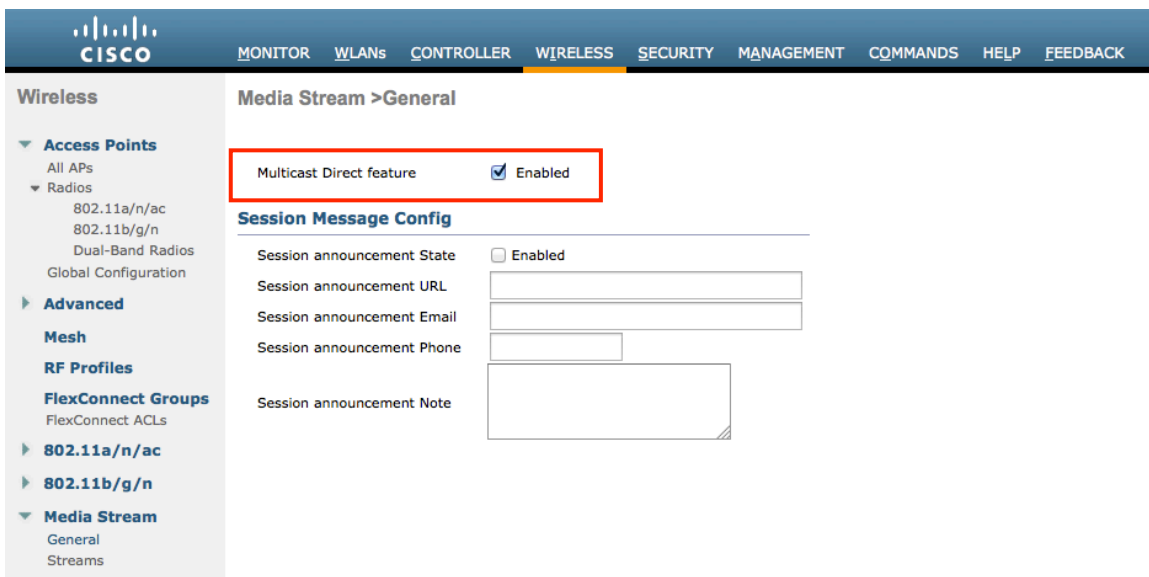 CISCO
MONITOR WLANs CONTROLLER WIRELESS SECURITY MANAGEMENT COMMANDS HELP FEEDBACK
Wireless
Access Points
All APs
Radios
802.11a/n/ac
802.11b/g/n
Dual-Band Radios
Global Configuration
Advanced
Mesh
RF Profiles
FlexConnect Groups
FlexConnect ACLs
802.11a/n/ac
802.11b/g/n
Media Stream
General
Streams
Media Stream >General
Multicast Direct feature Enabled
Session Message Config
Session announcement State Enabled
Session announcement URL
Session announcement Email
Session announcement Phone
Session announcement Note